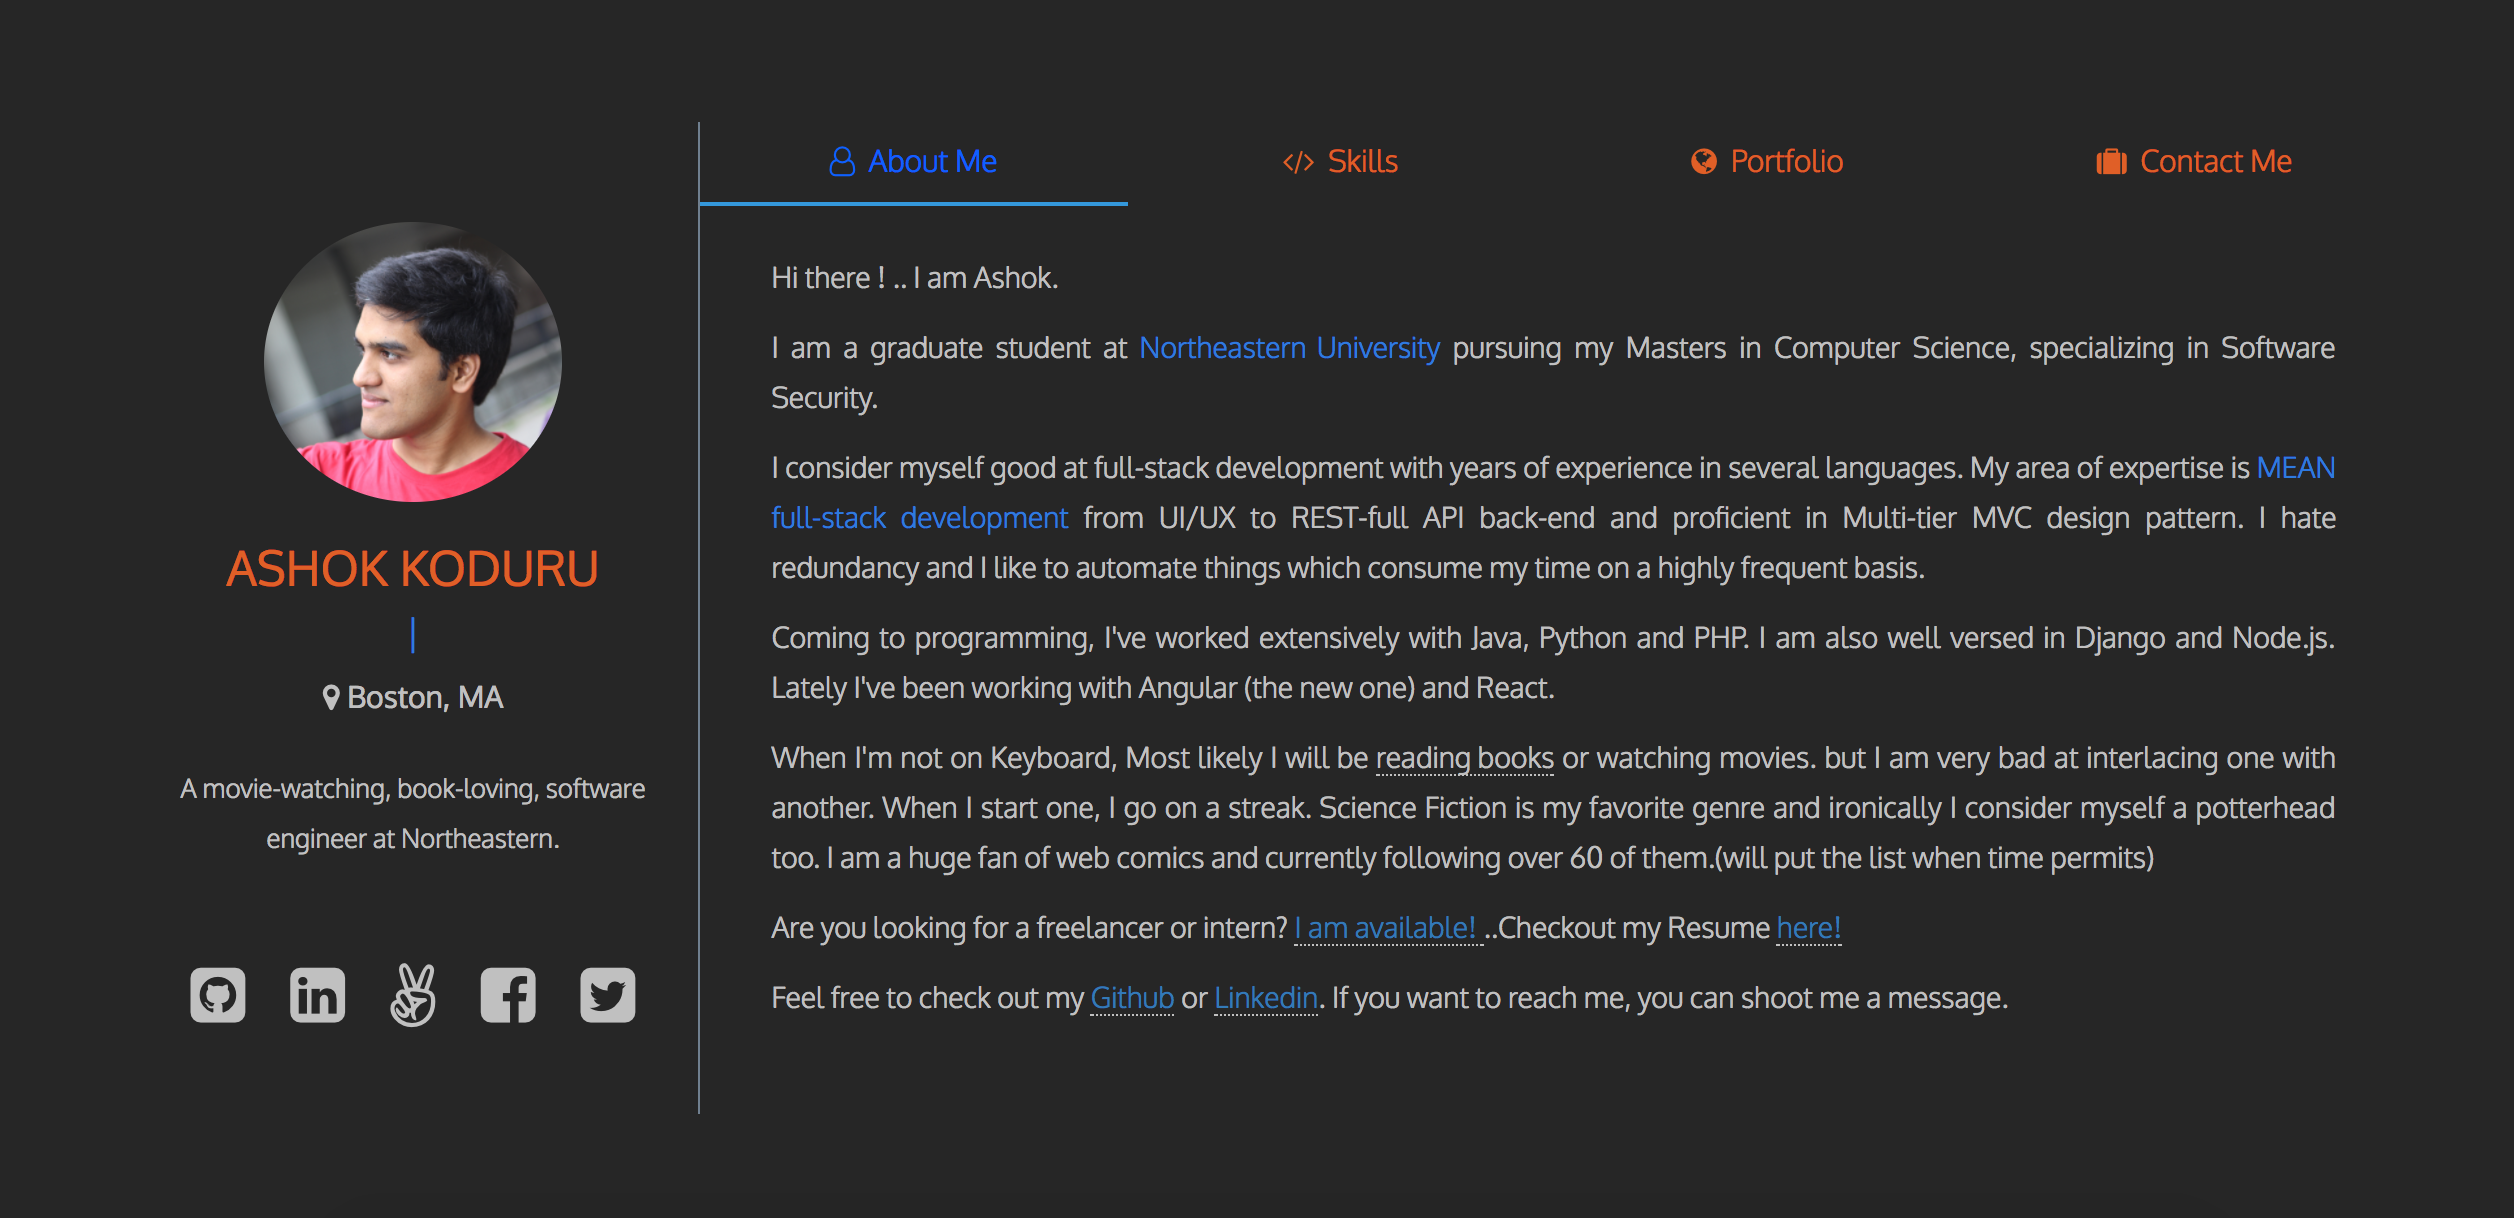 About Me
Skills
Portfolio
Contact Me
ASHOK KODURU
Boston, MA
A movie-watching, book-loving, software
engineer at Northeastern.
Hi there ! .. I am Ashok.
I am a graduate student at Northeastern University pursuing my Masters in Computer Science, specializing in Software
Security.
I consider myself good at full-stack development with years of experience in several languages. My area of expertise is MEAN
full-stack development from UI/UX to REST-full API back-end and proficient in Multi-tier MVC design pattern. I hate
redundancy and I like to automate things which consume my time on a highly frequent basis.
Coming to programming, I've worked extensively with Java, Python and PHP. I am also well versed in Django and Node.js.
Lately I've been working with Angular (the new one) and React.
When I'm not on Keyboard, Most likely I will be reading books or watching movies. but I am very bad at interlacing one with
another. When I start one, I go on a streak. Science Fiction is my favorite genre and ironically I consider myself a potterhead
too. I am a huge fan of web comics and currently following over 60 of them.(will put the list when time permits)
Are you looking for a freelancer or intern? I am available! ..Checkout my Resume here!
Feel free to check out my Github or Linkedin. If you want to reach me, you can shoot me a message.